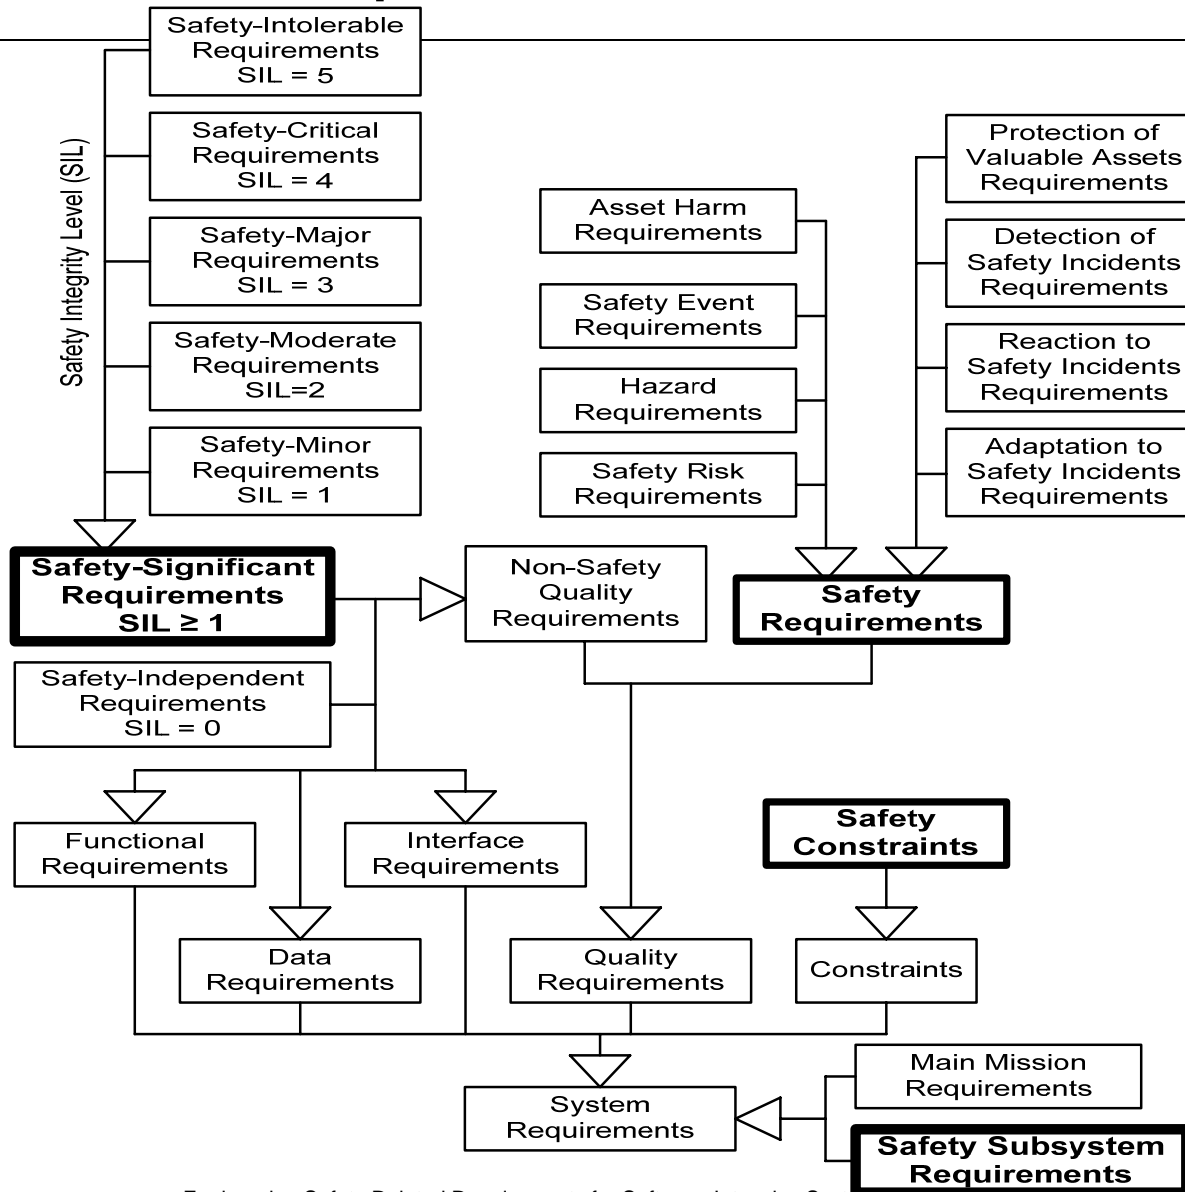 Safety-Intolerable
Requirements
SIL = 5
Safety Integrity Level (SIL)
Safety-Critical
Requirements
SIL = 4
Safety-Major
Requirements
SIL = 3
Safety-Moderate
Requirements
SIL=2
Safety-Minor
Requirements
SIL = 1
Asset Harm
Requirements
Safety Event
Requirements
Hazard
Requirements
Safety Risk
Requirements
Protection of
Valuable Assets
Requirements
Detection of
Safety Incidents
Requirements
Reaction to
Safety Incidents
Requirements
Adaptation to
Safety Incidents
Requirements
Safety-Significant
Requirements
SIL ≥ 1
Non-Safety
Quality
Requirements
Safety
Requirements
Safety-Independent
Requirements
SIL = 0
Functional
Requirements
Interface
Requirements
Safety
Constraints
Data
Requirements
Quality
Requirements
Constraints
System
Requirements
Main Mission
Requirements
Safety Subsystem
Requirements